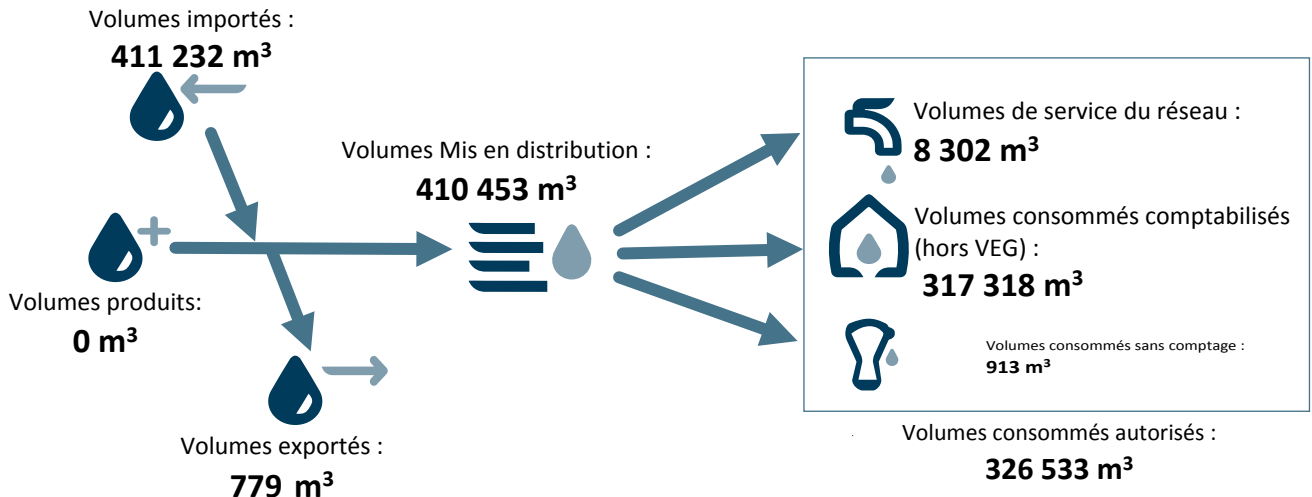 Volumes importés :
411 232 m³
Volumes Mis en distribution :
410 453 m³
Volumes produits:
0 m³
Volumes exportés :
779 m³
Volumes de service du réseau :
8 302 m³
Volumes consommés comptabilisés
(hors VEG) :
317 318 m³
Volumes consommés sans comptage :
913 m³
Volumes consommés autorisés :
326 533 m³